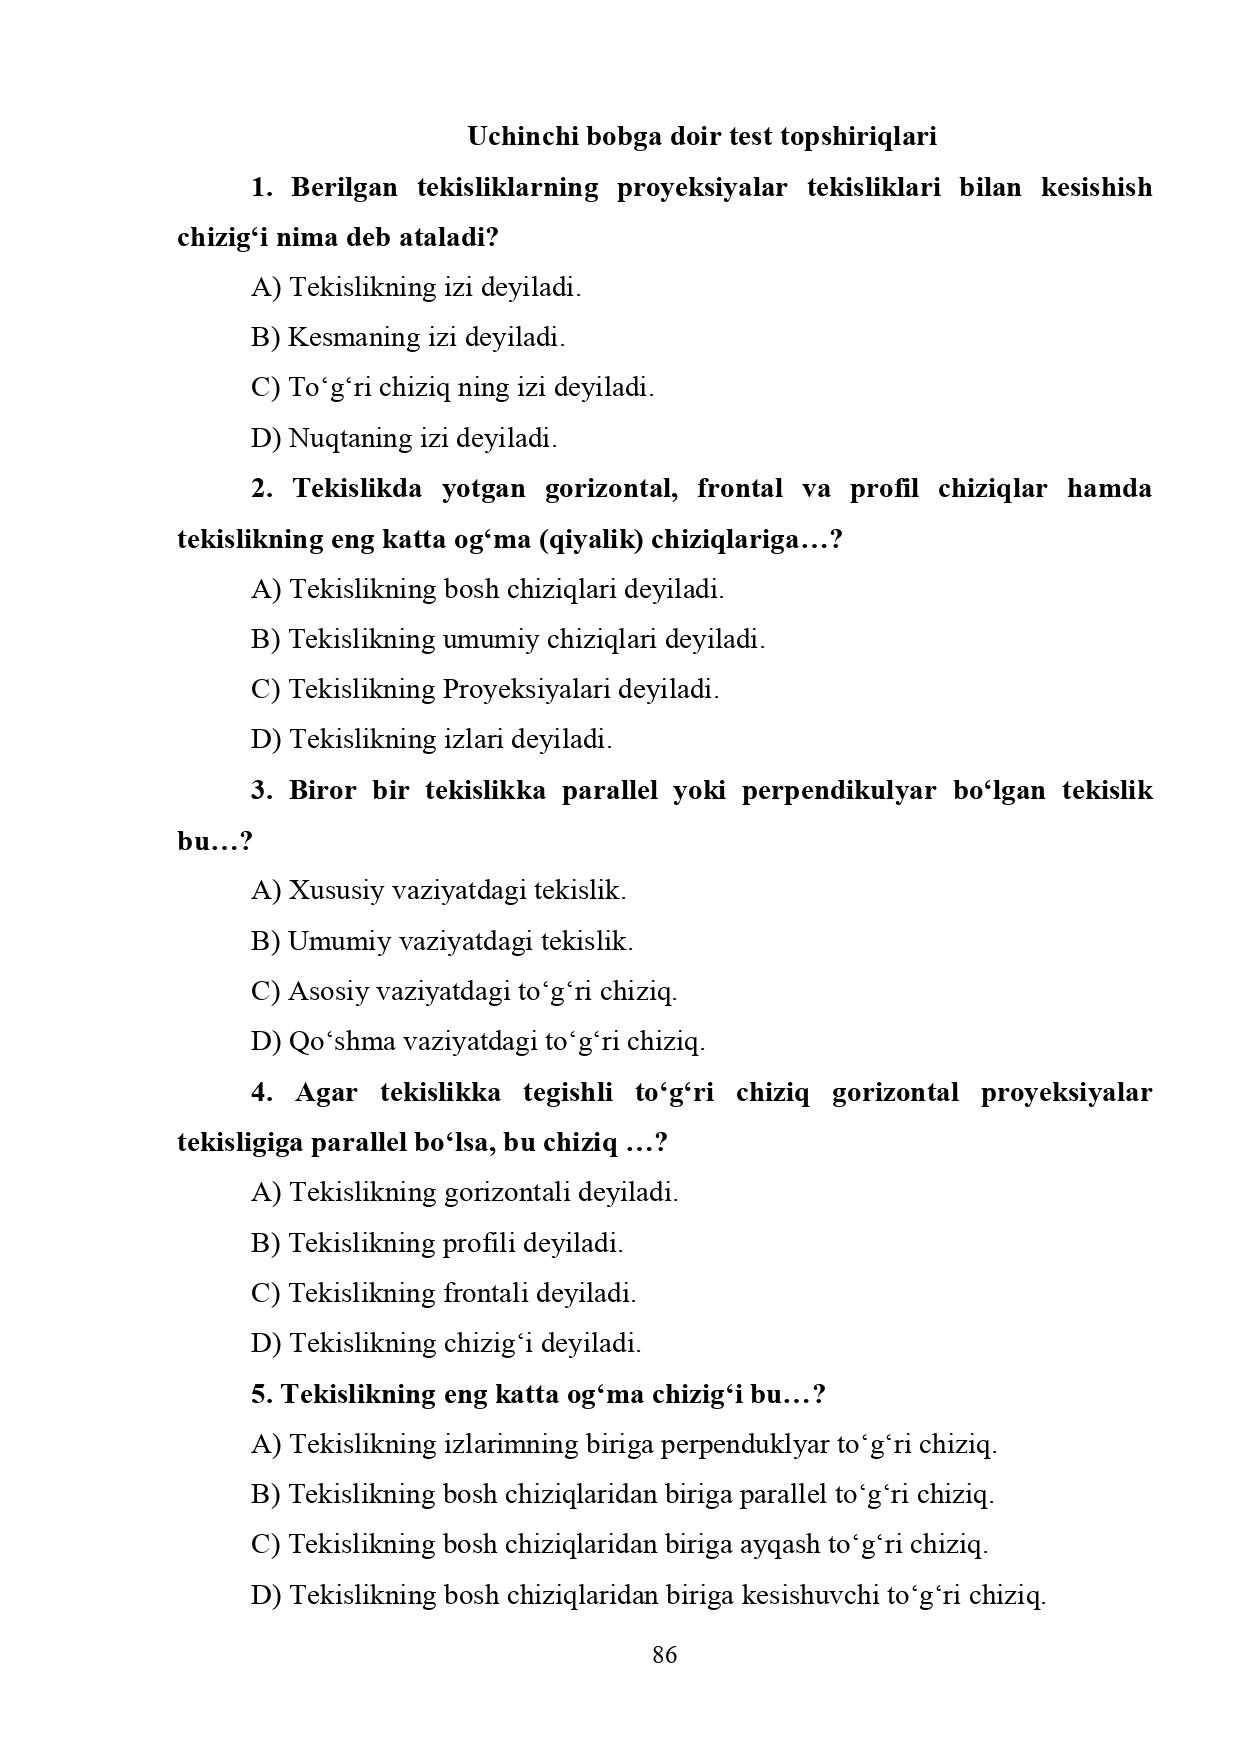 Uchinchi bobga doir test topshiriqlari
1. Berilgan tekisliklarning proyeksiyalar tekisliklari bilan kesishish
chizig‘i nima deb ataladi?
A) Tekislikning izi deyiladi.
B) Kesmaning izi deyiladi.
C) To‘g‘ri chiziq ning izi deyiladi.
D) Nuqtaning izi deyiladi.
2. Tekislikda yotgan gorizontal, frontal va profil chiziqlar hamda
tekislikning eng katta og‘ma (qiyalik) chiziqlariga…?
A) Tekislikning bosh chiziqlari deyiladi.
B) Tekislikning umumiy chiziqlari deyiladi.
C) Tekislikning Proyeksiyalari deyiladi.
D) Tekislikning izlari deyiladi.
3. Biror bir tekislikka parallel yoki perpendikulyar bo‘lgan tekislik
bu…?
A) Xususiy vaziyatdagi tekislik.
B) Umumiy vaziyatdagi tekislik.
C) Asosiy vaziyatdagi to‘g‘ri chiziq.
D) Qo‘shma vaziyatdagi to‘g‘ri chiziq.
4. Agar tekislikka tegishli to‘g‘ri chiziq gorizontal proyeksiyalar
tekisligiga parallel bo‘lsa, bu chiziq …?
A) Tekislikning gorizontali deyiladi.
B) Tekislikning profili deyiladi.
C) Tekislikning frontali deyiladi.
D) Tekislikning chizig‘i deyiladi.
5. Tekislikning eng katta og‘ma chizig‘i bu…?
A) Tekislikning izlarimning biriga perpenduklyar to‘g‘ri chiziq.
B) Tekislikning bosh chiziqlaridan biriga parallel to‘g‘ri chiziq.
C) Tekislikning bosh chiziqlaridan biriga ayqash to‘g‘ri chiziq.
D) Tekislikning bosh chiziqlaridan biriga kesishuvchi to‘g‘ri chiziq.
86